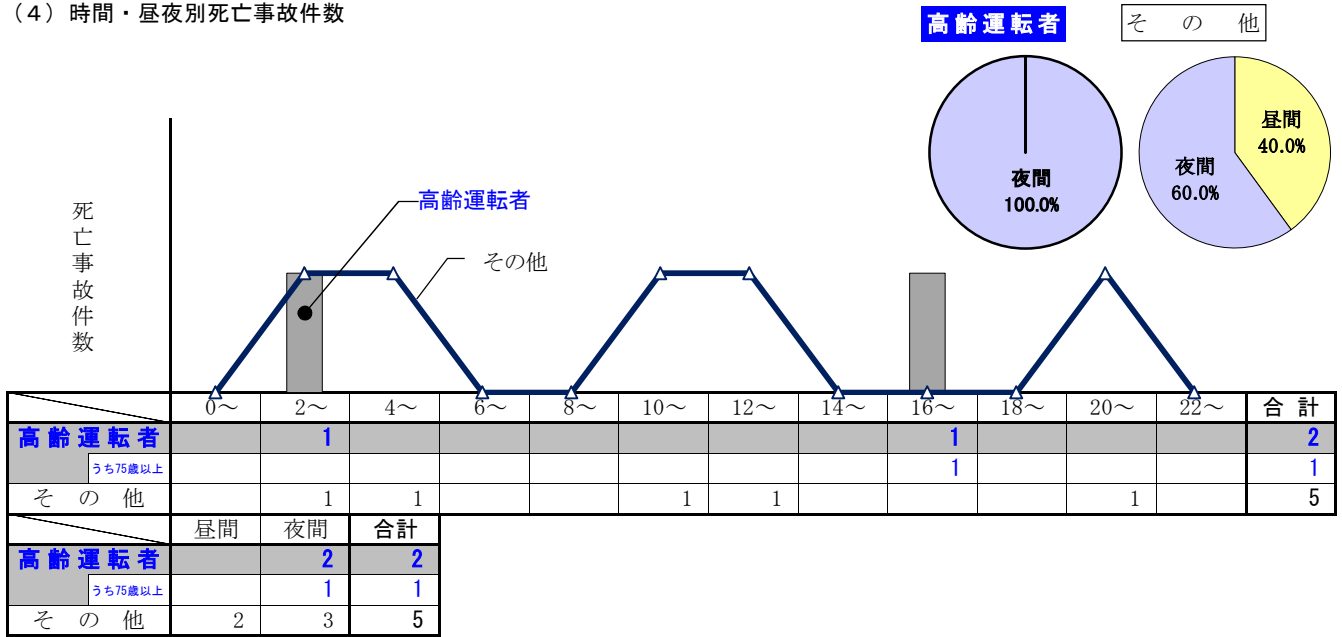 (4) 時間・昼夜別死亡事故件数
高齢運転者
そ の 他
夜間
100.0%
昼間
40.0%
夜間
60.0%
死亡事故件数
高齢運転者
その他
0～ 2～ 4～ 6～ 8～ 10～ 12～ 14～ 16～ 18～ 20～ 22～ 合 計
高齢運転者 1 1 2
うち75歳以上 1 1
そ の 他 1 1 1 1 1 5
昼間 夜間 合計
高齢運転者 2 2
うち75歳以上 1 1
そ の 他 2 3 5